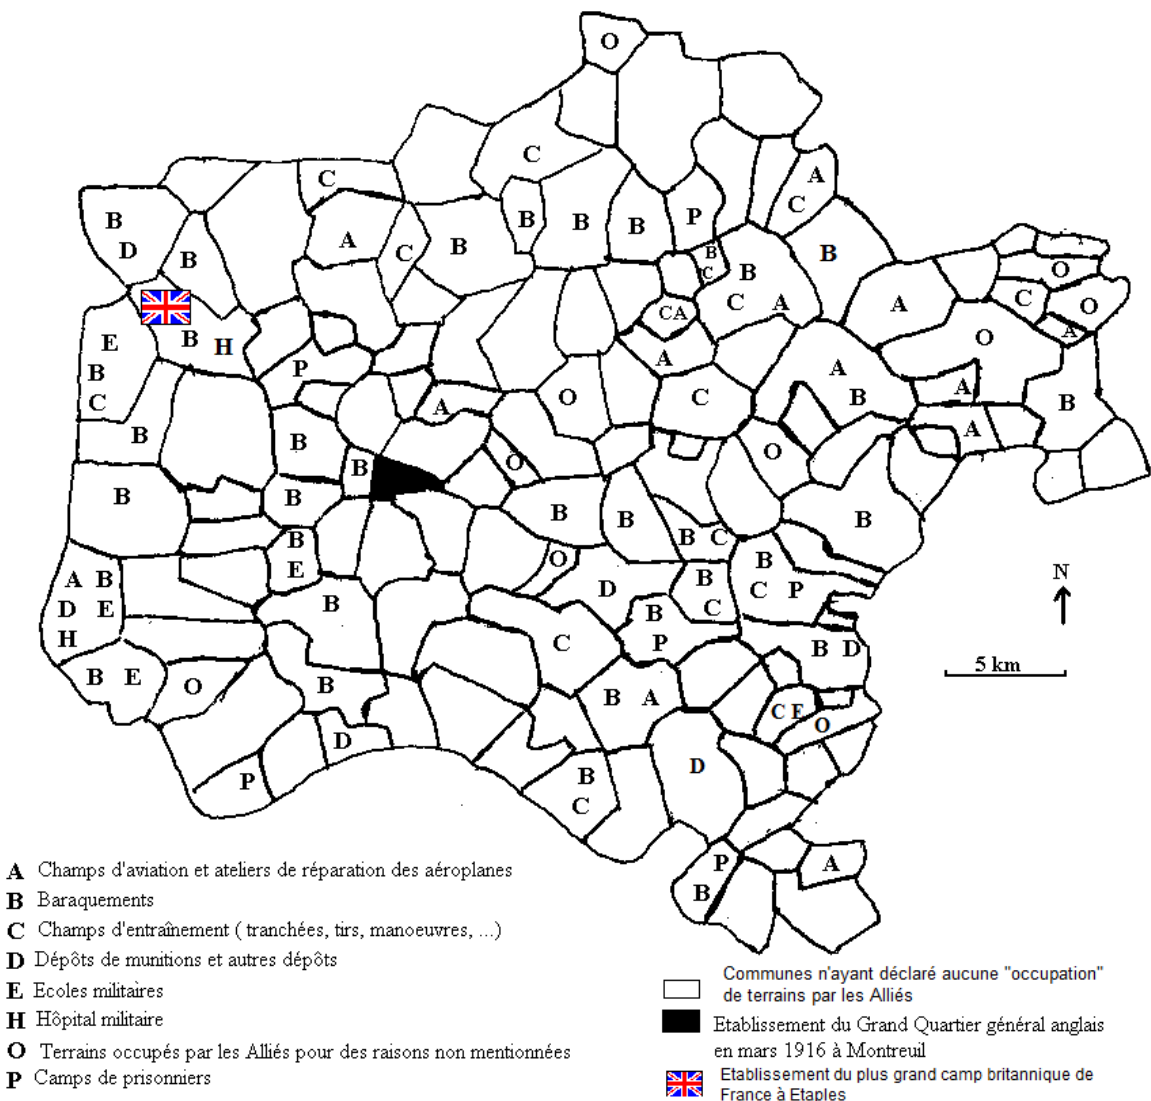 O
C
C
A
C
B
D
B
B
B
B
P
A
C
B
B
C
B
C
A
B
A
C
B
C A
O
C
O
A
O
A
B
H
E
B
C
P
A
C
A
B
A
A
B
O
A
B
B
B
O
O
B
B
B
B
B
B C
B
B
E
O
B
C
B
C P
A B
D E
H
D
B
C
B
P
B
C
B D
B E
O
B
B A
C E
O
D
P
B
C
D
P
B
A
N
5 km
A Champs d'aviation et ateliers de réparation des aéroplanes
B Baraquements
C Champs d'entraînement ( tranchées, tirs, manoeuvres, ...)
D Dépôts de munitions et autres dépôts
E Ecoles militaires
H Hôpital militaire
O Terrains occupés par les Alliés pour des raisons non mentionnées
P Camps de prisonniers
Communes n'ayant déclaré aucune "occupation"
de terrains par les Alliés
Etablissement du Grand Quartier général anglais
en mars 1916 à Montreuil
Etablissement du plus grand camp britannique de
France à Etaples